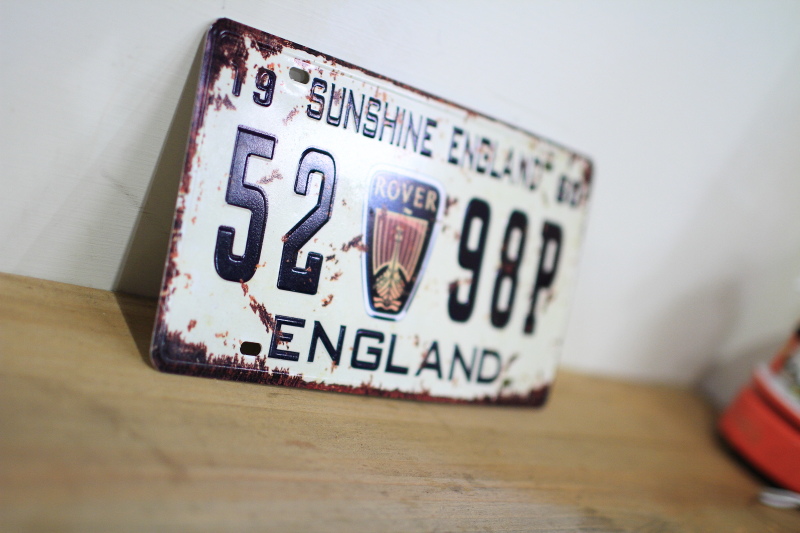 19 SUNSHINE ENGLAND 60
52 ROVER 98P
ENGLAND